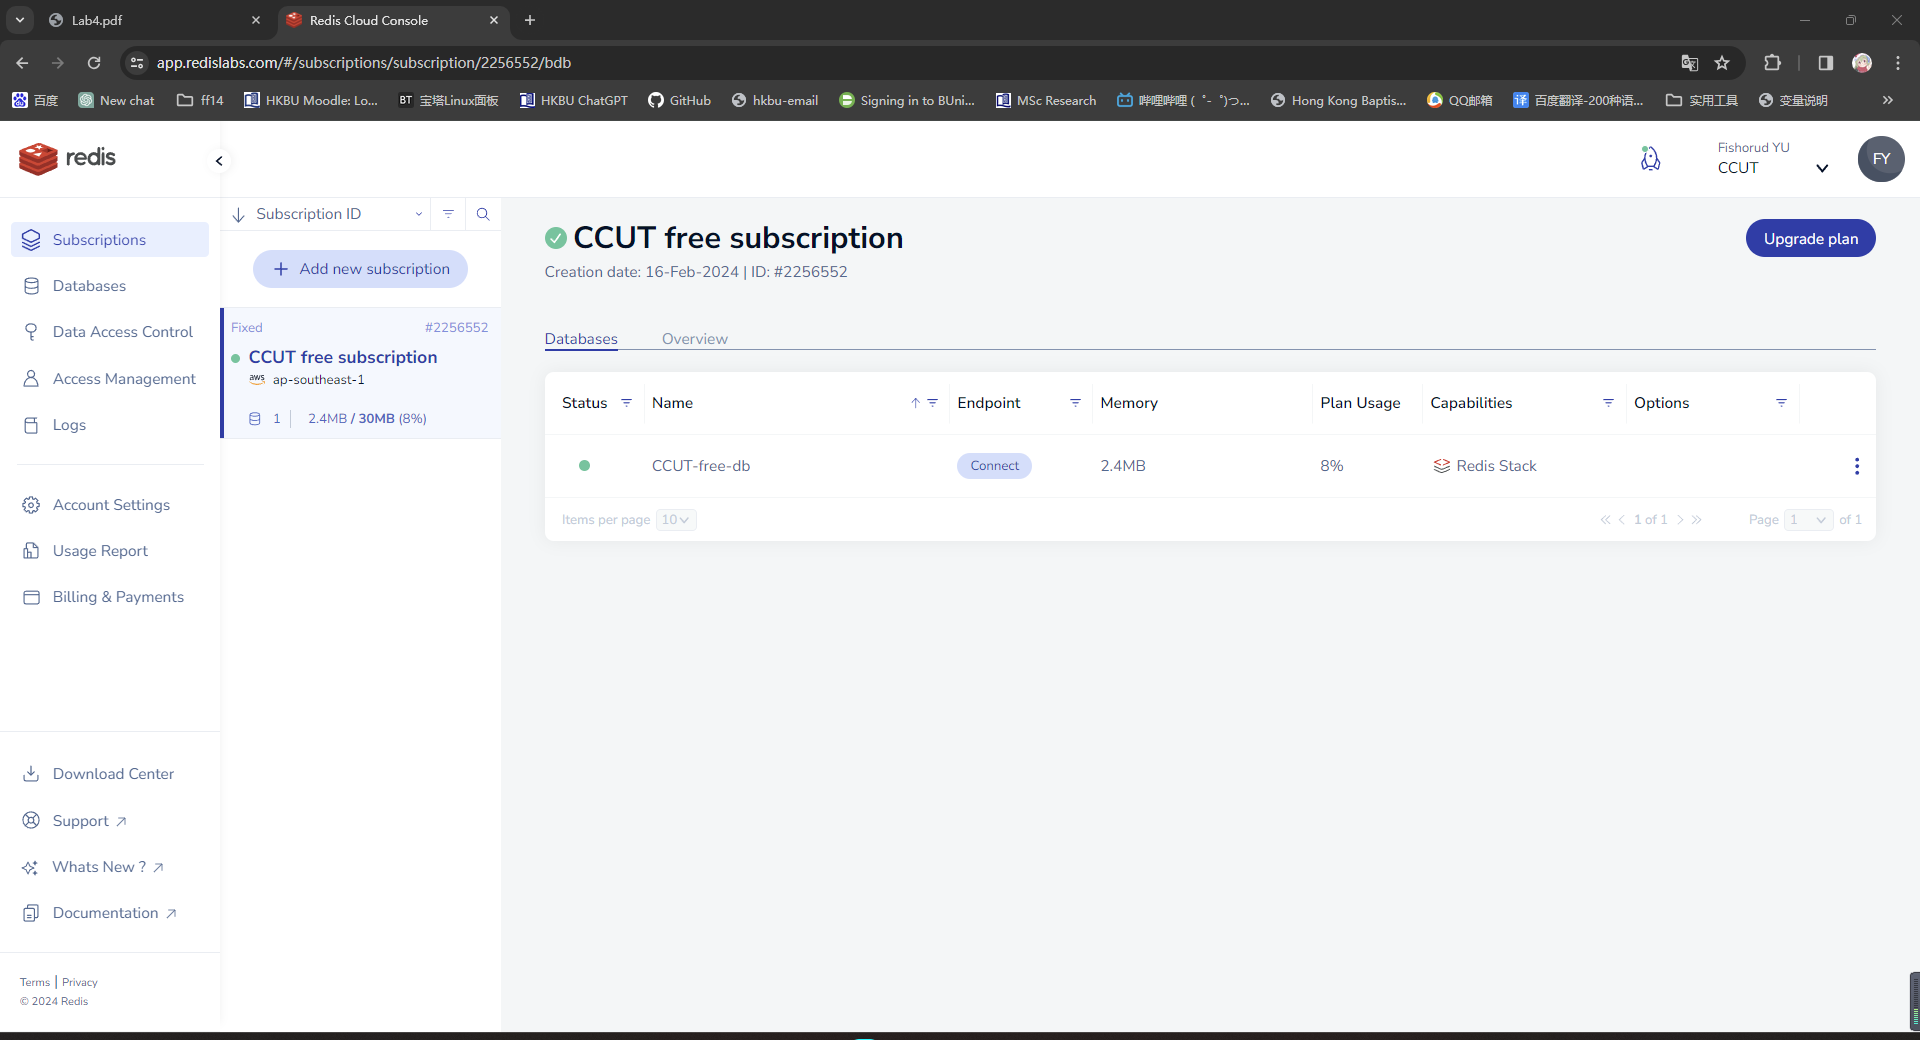 Lab4.pdf
Redis Cloud Console
app.redislabs.com/#/subscriptions/subscription/2256552/bdb
百度
New chat
ff14
HKBU Moodle: Lo...
BT 宝塔Linux面板
HKBU ChatGPT
GitHub
hkbu-email
Signing in to BUni...
MSc Research
哔哩哔哩 ( ゜- ゜)つ...
Hong Kong Baptis...
QQ邮箱
译 百度翻译-200种语...
实用工具
变量说明
redis
Fishorud YU
CCUT
FY
Subscriptions
Databases
Data Access Control
Access Management
Logs
Account Settings
Usage Report
Billing & Payments
Download Center
Support
Whats New ?
Documentation
Terms | Privacy
© 2024 Redis
Subscription ID
Add new subscription
Fixed #2256552
CCUT free subscription
aws ap-southeast-1
1 2.4MB / 30MB (8%)
CCUT free subscription
Upgrade plan
Creation date: 16-Feb-2024 | ID: #2256552
Databases Overview
Status Name Endpoint Memory Plan Usage Capabilities Options
CCUT-free-db Connect 2.4MB 8% Redis Stack
Items per page 10 1 of 1 Page 1 of 1